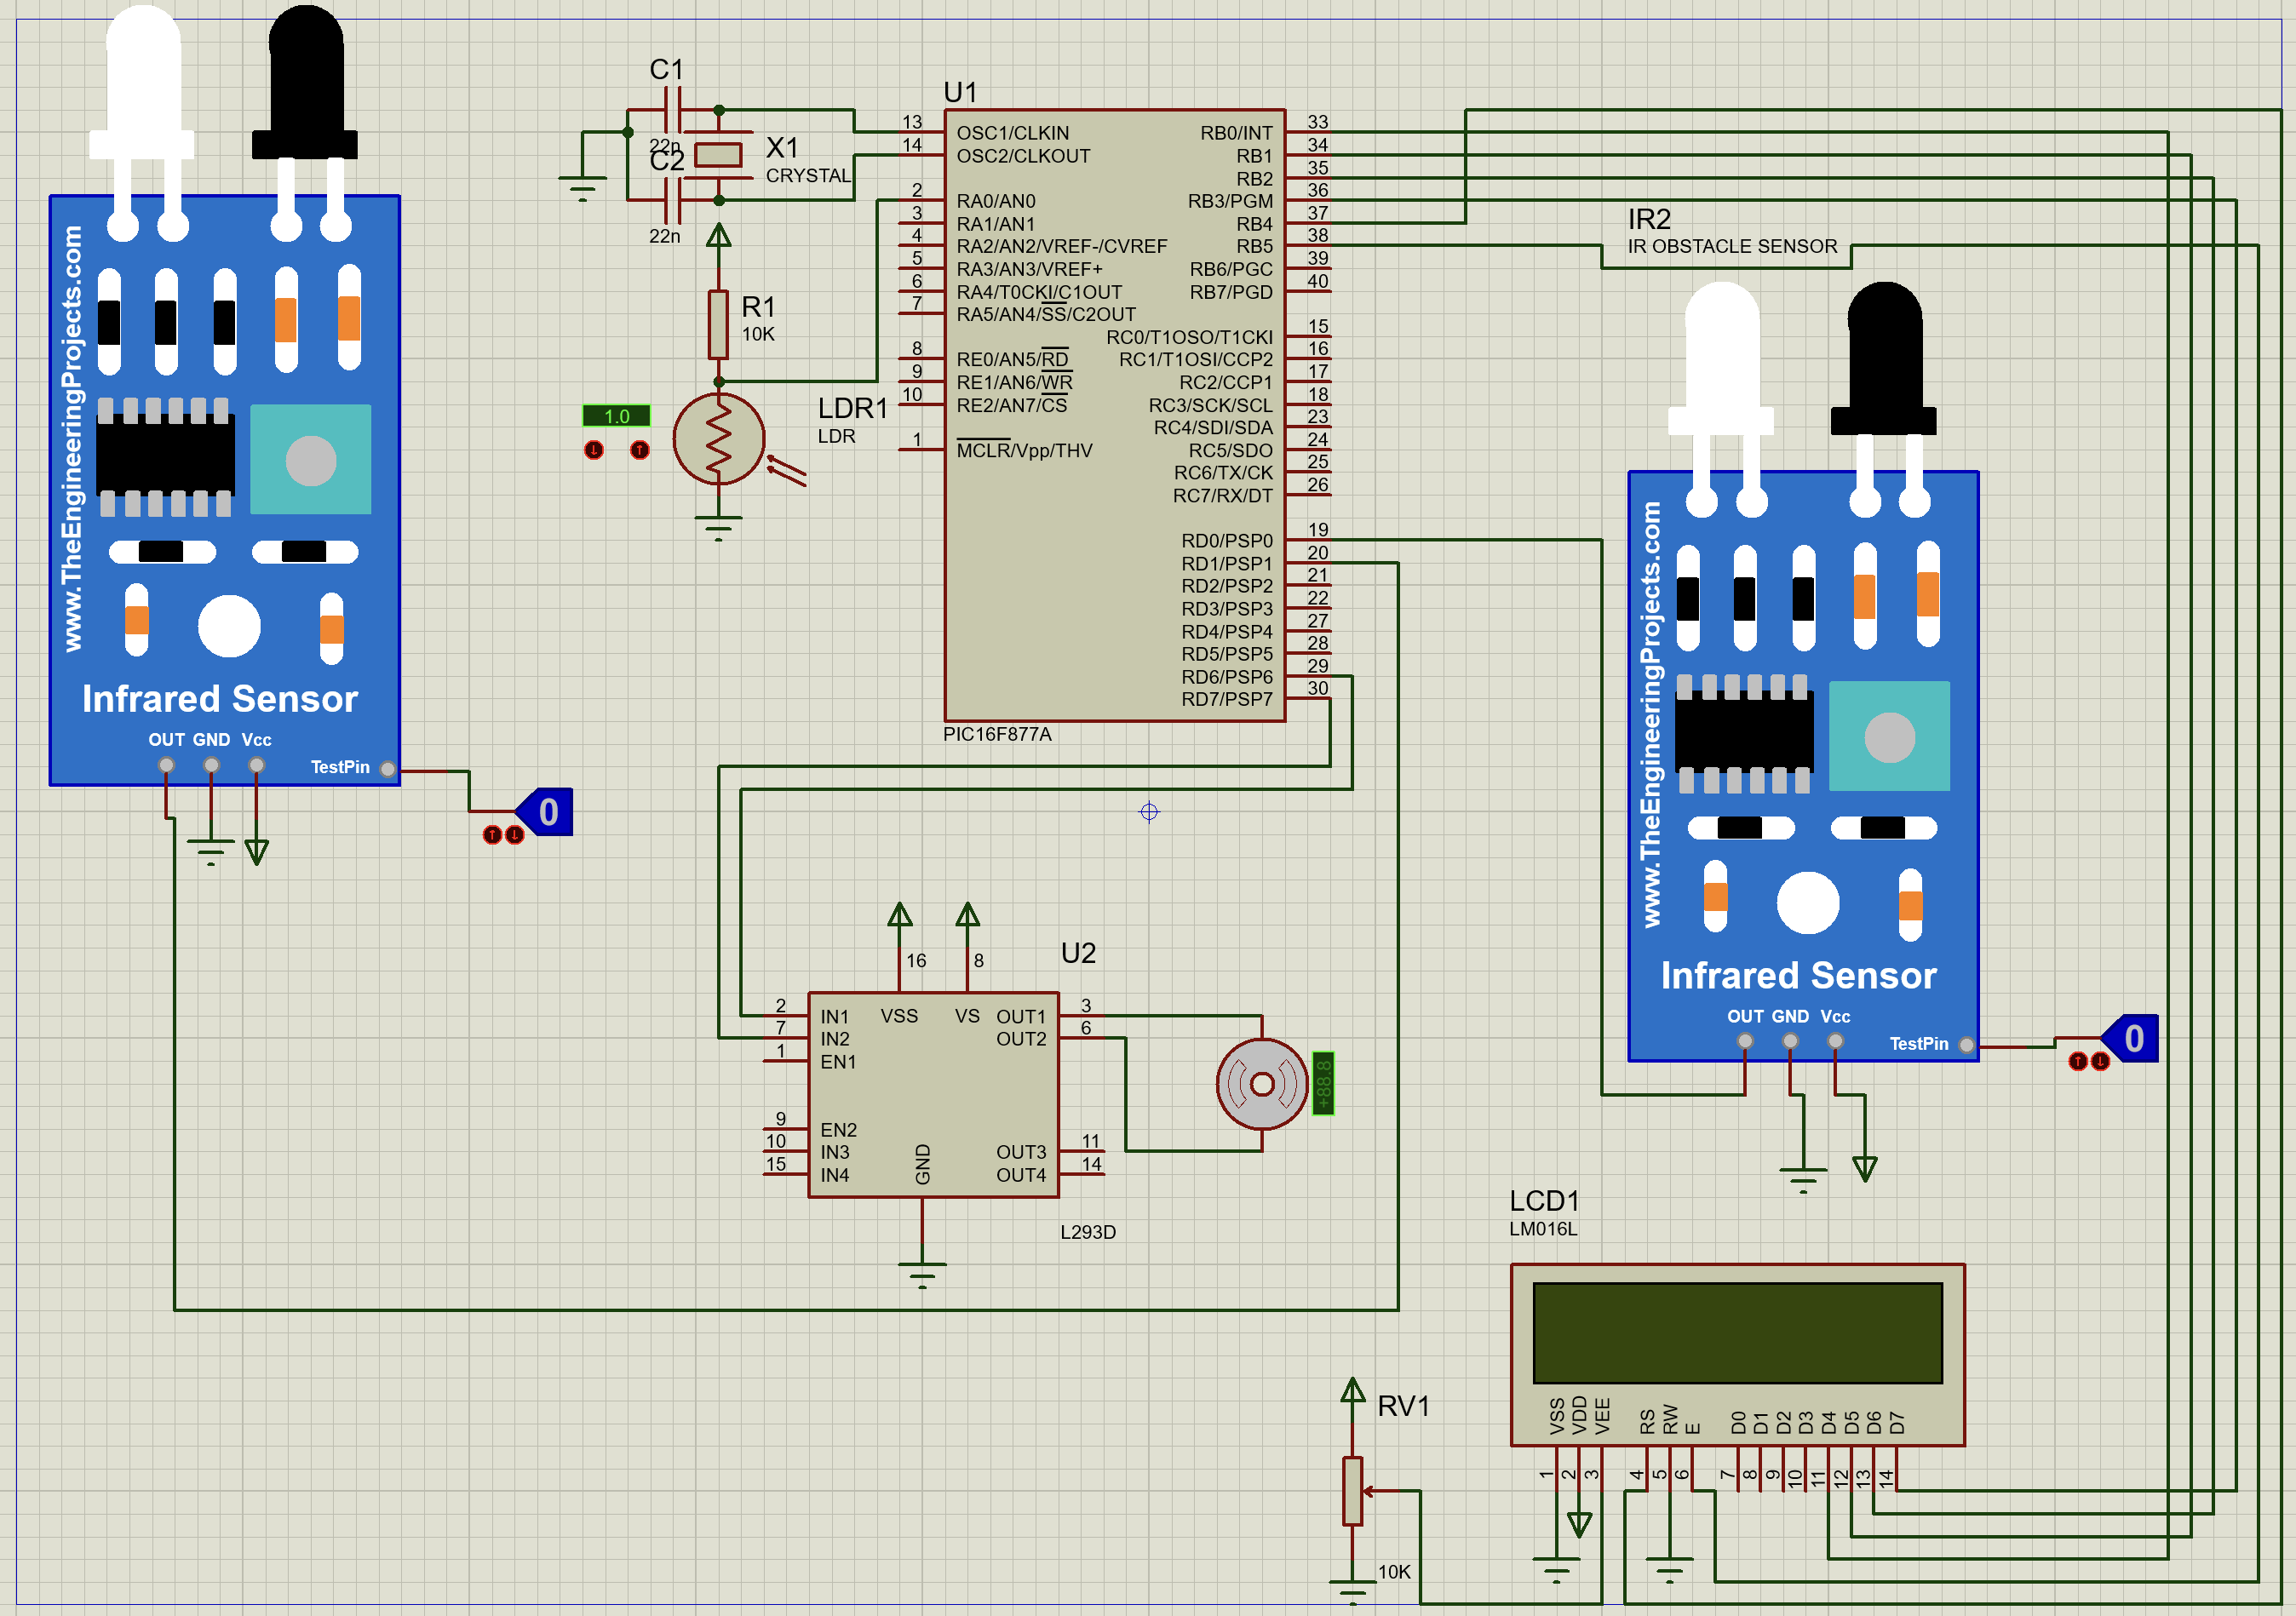 www.TheEngineeringProjects.com
Infrared Sensor
OUT GND Vcc
TestPin
0
C1
22n
C2
22n
X1
CRYSTAL
R1
10K
1.0
LDR1
LDR
U1
13 OSC1/CLKIN
14 OSC2/CLKOUT
2 RA0/AN0
3 RA1/AN1
4 RA2/AN2/VREF-/CVREF
5 RA3/AN3/VREF+
6 RA4/T0CKI/C1OUT
7 RA5/AN4/SS/C2OUT
8 RE0/AN5/RD
9 RE1/AN6/WR
10 RE2/AN7/CS
1 MCLR/Vpp/THV
RB0/INT 33
RB1 34
RB2 35
RB3/PGM 36
RB4 37
RB5 38
RB6/PGC 39
RB7/PGD 40
RC0/T1OSO/T1CKI 15
RC1/T1OSI/CCP2 16
RC2/CCP1 17
RC3/SCK/SCL 18
RC4/SDI/SDA 23
RC5/SDO 24
RC6/TX/CK 25
RC7/RX/DT 26
RD0/PSP0 19
RD1/PSP1 20
RD2/PSP2 21
RD3/PSP3 22
RD4/PSP4 27
RD5/PSP5 28
RD6/PSP6 29
RD7/PSP7 30
PIC16F877A
IR2
IR OBSTACLE SENSOR
www.TheEngineeringProjects.com
Infrared Sensor
OUT GND Vcc
TestPin
0
U2
16 8
2 IN1 VSS VS OUT1 3
7 IN2 OUT2 6
1 EN1
9 EN2
10 IN3 OUT3 11
15 IN4 OUT4 14
GND
L293D
+88.8
LCD1
LM016L
VSS VDD VEE RS RW E D0 D1 D2 D3 D4 D5 D6 D7
1 2 3 4 5 6 7 8 9 10 11 12 13 14
RV1
10K